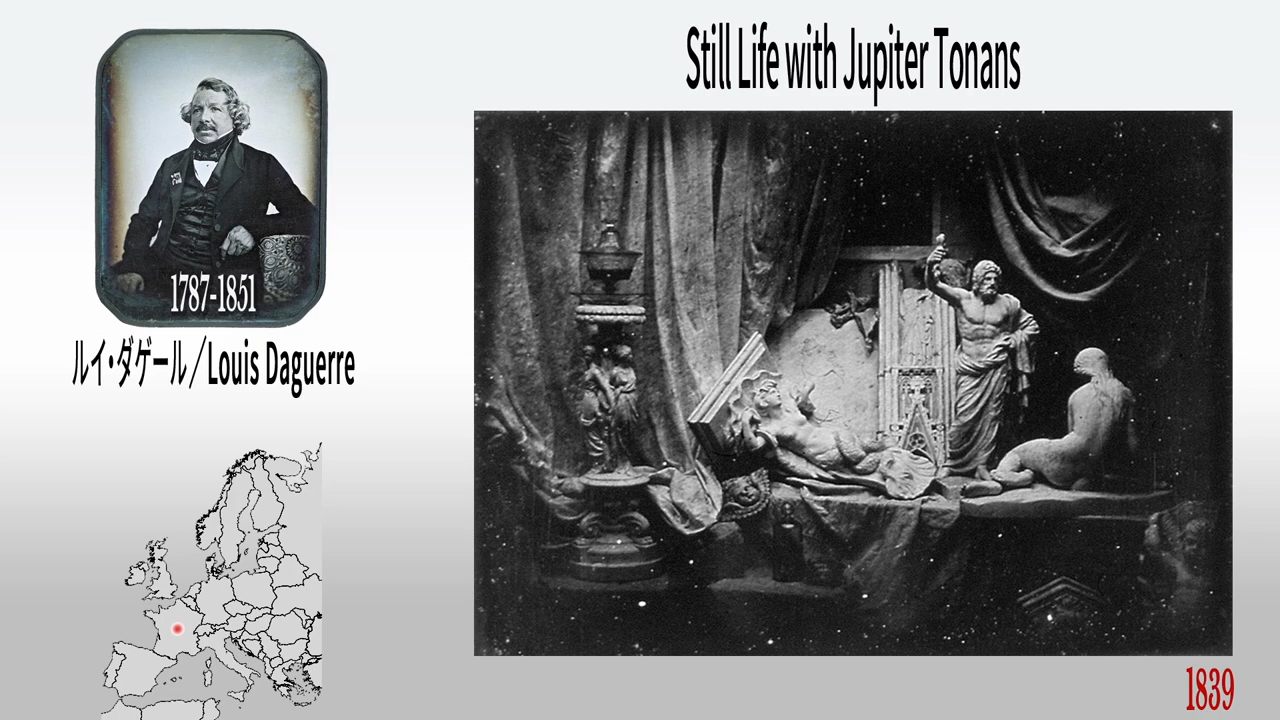 Still Life with Jupiter Tonans
1787-1851
ルイ・ダゲール/Louis Daguerre
1839